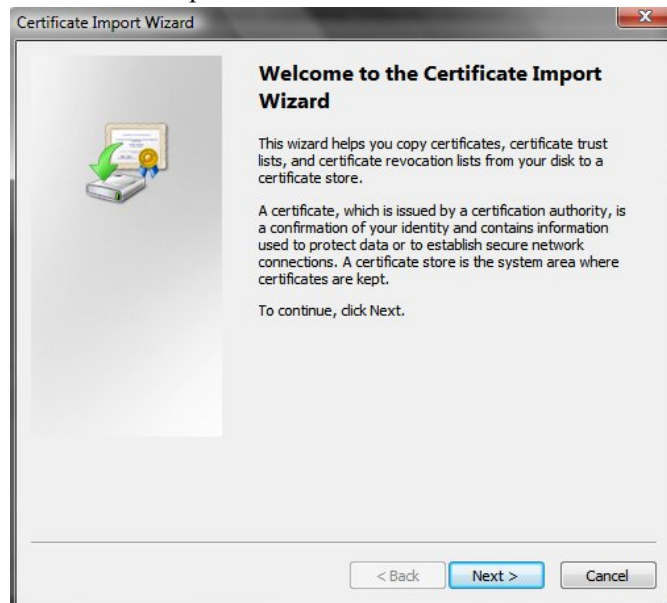 Certificate Import Wizard
Welcome to the Certificate Import
Wizard
This wizard helps you copy certificates, certificate trust
lists, and certificate revocation lists from your disk to a
certificate store.
A certificate, which is issued by a certification authority, is
a confirmation of your identity and contains information
used to protect data or to establish secure network
connections. A certificate store is the system area where
certificates are kept.
To continue, click Next.
< Back
Next >
Cancel